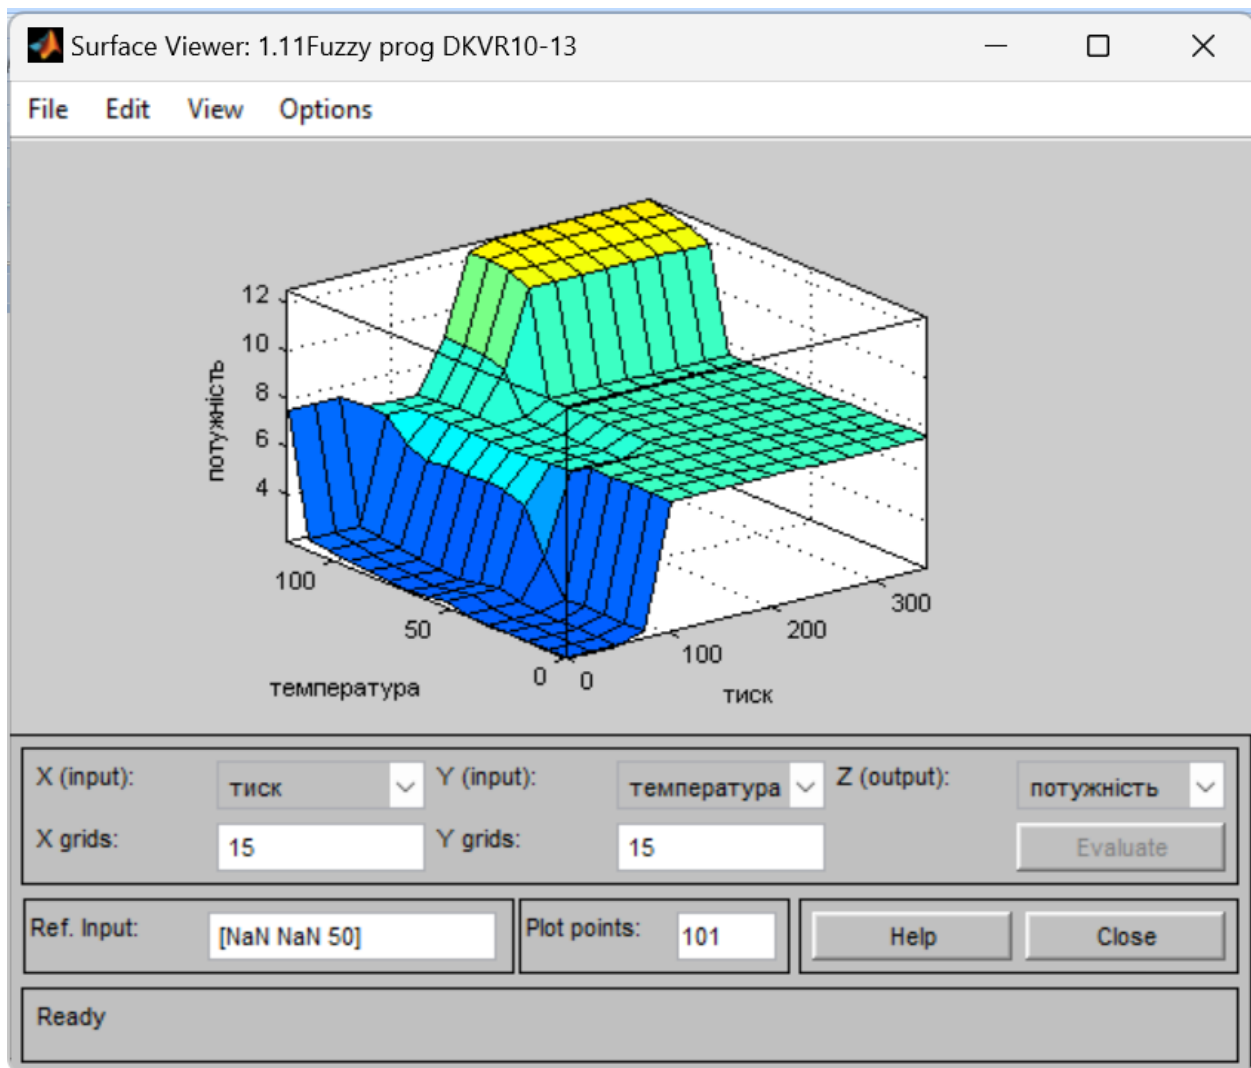 Surface Viewer: 1.11Fuzzy prog DKVR10-13
File Edit View Options
12
10
8
6
4
потужність
100
50
0
температура
0
100
200
300
тиск
X (input): тиск Y (input): температура Z (output): потужність
X grids: 15 Y grids: 15 Evaluate
Ref. Input: [NaN NaN 50] Plot points: 101 Help Close
Ready